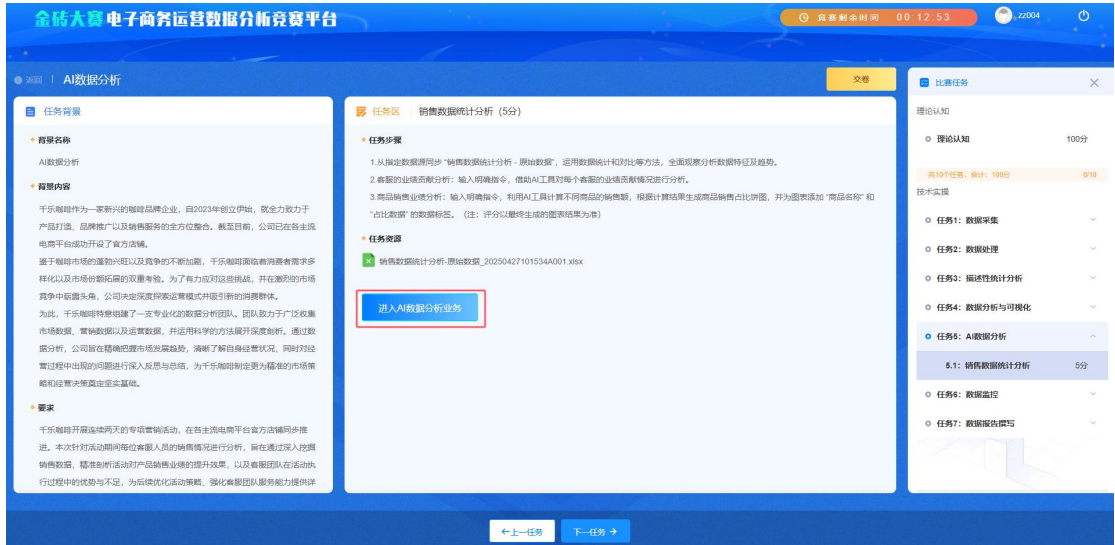 金砖大赛 电子商务运营数据分析竞赛平台
竞赛剩余时间 00:12:53
zz004
返回 | AI数据分析
交卷
任务背景
背景名称
AI数据分析
背景内容
千乐咖啡作为一家新兴的咖啡品牌企业，自2023年创立伊始，就全力致力于
产品打造、品牌推广以及销售服务的全方位整合。截至目前，公司已在各主流
电商平台成功开设了官方店铺。
鉴于咖啡市场的蓬勃兴旺以及竞争的不断加剧，千乐咖啡面临着消费者需求多
样化以及市场份额拓展的双重考验。为了有力应对这些挑战，并在激烈的市场
竞争中崭露头角，公司决定深度探索运营模式并吸引新的消费群体。
为此，千乐咖啡特意组建了一支专业化的数据分析团队。团队致力于广泛收集
市场数据、营销数据以及运营数据，并运用科学的方法展开深度剖析。通过数
据分析，公司旨在精确把握市场发展趋势，清晰了解自身经营状况，同时对经
营过程中出现的问题进行深入反思与总结，为千乐咖啡制定更为精准的市场策
略和经营决策奠定坚实基础。
要求
千乐咖啡开展连续两天的专项营销活动，在各主流电商平台官方店铺同步推
进。本次针对活动期间每位客服人员的销售情况进行分析，旨在通过深入挖掘
销售数据，精准剖析活动对产品销售业绩的提升效果，以及客服团队在活动执
行过程中的优势与不足，为后续优化活动策略、强化客服团队服务能力提供详
任务区 | 销售数据统计分析 (5分)
任务步骤
1.从指定数据源同步“销售数据统计分析 - 原始数据”，运用数据统计和对比等方法，全面观察分析数据特征及趋势。
2.客服的业绩贡献分析：输入明确指令，借助AI工具对每个客服的业绩贡献情况进行分析。
3.商品销售业绩分析：输入明确指令，利用AI工具计算不同商品的销售额，根据计算结果生成商品销售占比饼图，并为图表添加 “商品名称” 和
“占比数据” 的数据标签。（注：评分以最终生成的图表结果为准）
任务资源
销售数据统计分析-原始数据_20250427101534A001.xlsx
进入AI数据分析业务
比赛任务
理论认知
理论认知 100分
共10个任务，合计：100分 0/10
技术实操
任务1：数据采集
任务2：数据处理
任务3：描述性统计分析
任务4：数据分析与可视化
任务5：AI数据分析
5.1：销售数据统计分析 5分
任务6：数据监控
任务7：数据报告撰写
←上一任务
下一任务→